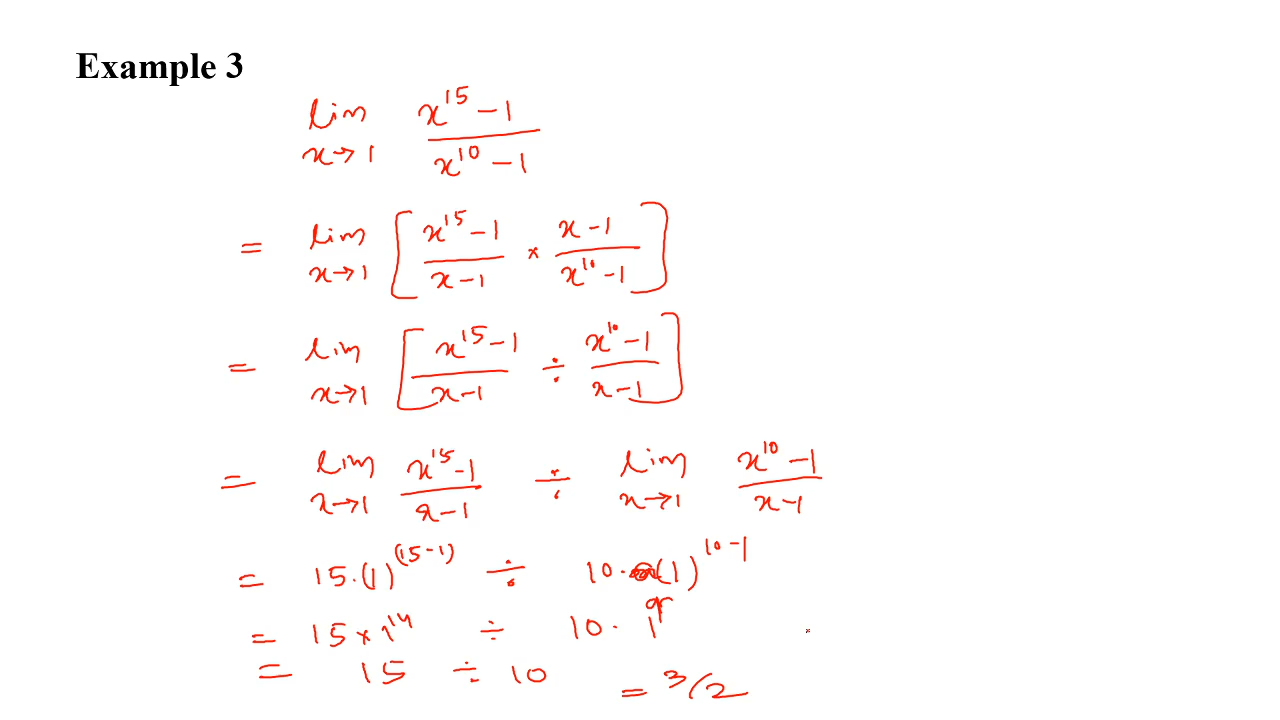 Example 3
lim x→1 (x^15 − 1)/(x^10 − 1)
= lim x→1 [ (x^15 − 1)/(x − 1) × (x − 1)/(x^10 − 1) ]
= lim x→1 [ (x^15 − 1)/(x − 1) ÷ (x^10 − 1)/(x − 1) ]
= lim x→1 (x^15 − 1)/(x − 1) ÷ lim x→1 (x^10 − 1)/(x − 1)
= 15·(1)^(15−1) ÷ 10·(1)^10−1
= 15 × 1^14 ÷ 10·1^9
= 15 ÷ 10 = 3/2